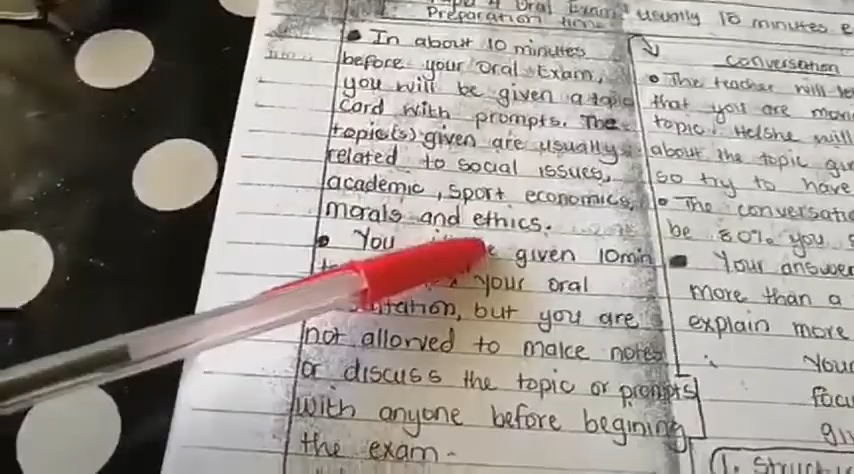 Oral Exam usually 10 minutes
Preparation time
• In about 10 minutes
before your oral Exam,
you will be given a topic
card with prompts. The
topic(s) given are usually
related to social issues,
academic, sport economics,
morals and ethics.
• You given 10min
your oral
but you are
not allowed to make notes
or discuss the topic or prompts
with anyone before begining
the exam-
conversation
• The teacher will
that you are
topic. He/she will
about the topic
so try to have
• The
be 80% you
• Your answer
more than a
explain more
Your
1. Struct